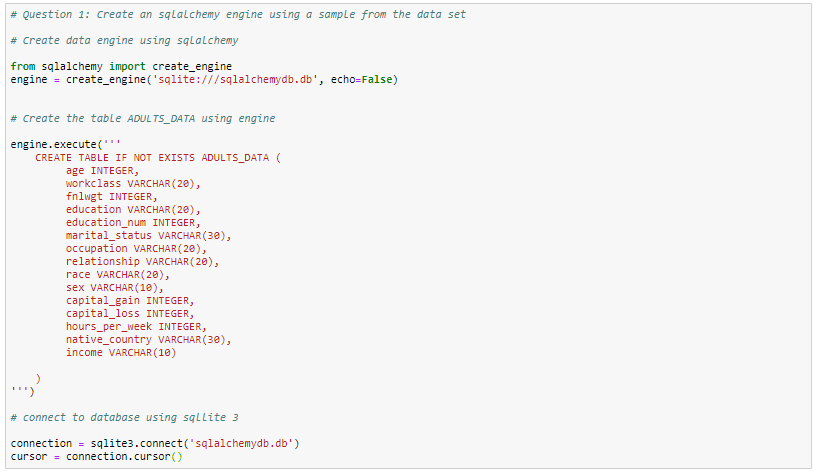 # Question 1: Create an sqlalchemy engine using a sample from the data set
# Create data engine using sqlalchemy
from sqlalchemy import create_engine
engine = create_engine('sqlite:///sqlalchemydb.db', echo=False)
# Create the table ADULTS_DATA using engine
engine.execute('''
CREATE TABLE IF NOT EXISTS ADULTS_DATA (
age INTEGER,
workclass VARCHAR(20),
fnlwgt INTEGER,
education VARCHAR(20),
education_num INTEGER,
marital_status VARCHAR(30),
occupation VARCHAR(20),
relationship VARCHAR(20),
race VARCHAR(20),
sex VARCHAR(10),
capital_gain INTEGER,
capital_loss INTEGER,
hours_per_week INTEGER,
native_country VARCHAR(30),
income VARCHAR(10)
)
''')
# connect to database using sqllite 3
connection = sqlite3.connect('sqlalchemydb.db')
cursor = connection.cursor()